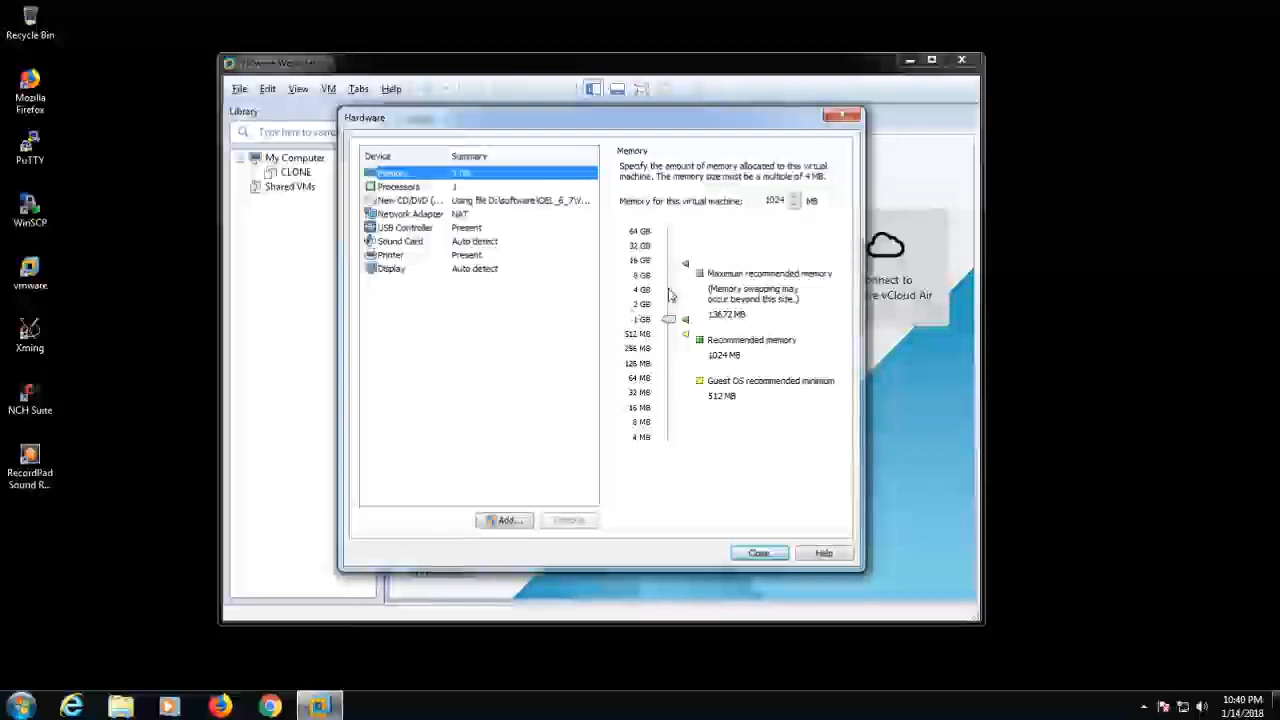 Recycle Bin
Mozilla
Firefox
PuTTY
WinSCP
vmware
Xming
NCH Suite
RecordPad
Sound R...
File Edit View VM Tabs Help
Library
Type here to sear
My Computer
CLONE
Shared VMs
Hardware
Device Summary
Memory 1 GB
Processors 1
New CD/DVD (... Using file D:\software\OEL_6_7\V...
Network Adapter NAT
USB Controller Present
Sound Card Auto detect
Printer Present
Display Auto detect
Add...
Remove
Memory
Specify the amount of memory allocated to this virtual
machine. The memory size must be a multiple of 4 MB.
Memory for this virtual machine: 1024 MB
64 GB
32 GB
16 GB
8 GB
4 GB
2 GB
1 GB
512 MB
256 MB
128 MB
64 MB
32 MB
16 MB
8 MB
4 MB
Maximum recommended memory
(Memory swapping may
occur beyond this size.)
13672 MB
Recommended memory
1024 MB
Guest OS recommended minimum
512 MB
Close Help
nnect to
e vCloud Air
10:40 PM
1/14/2018